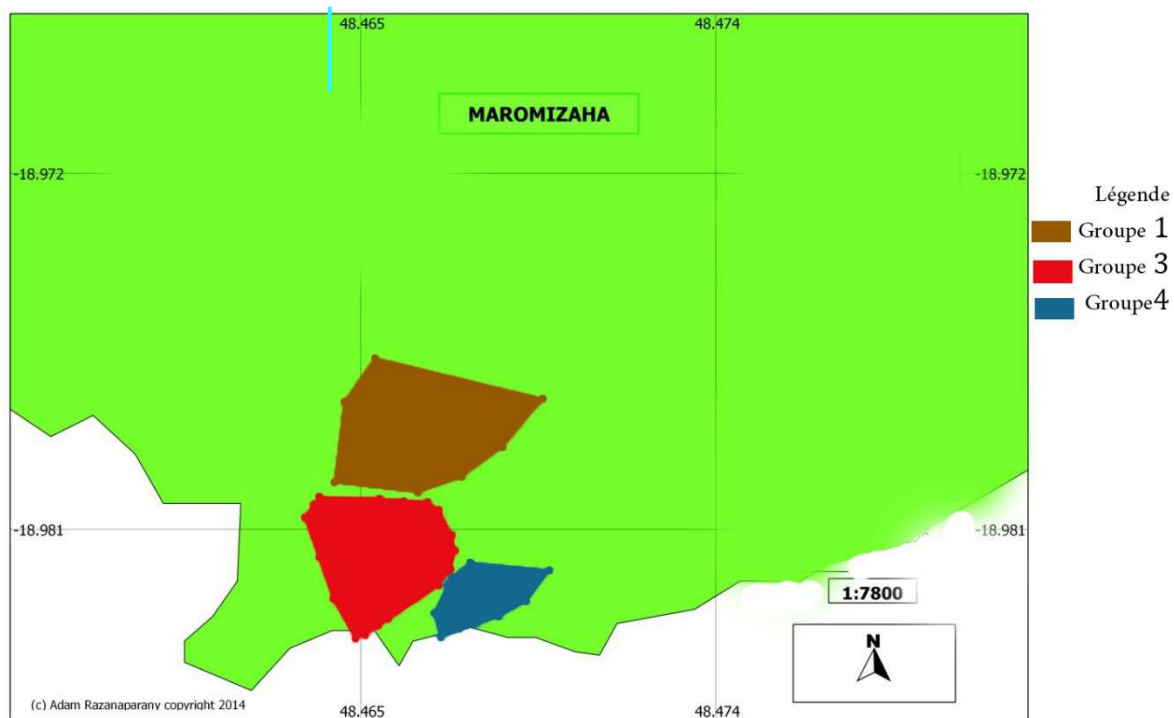 48.465 48.474
MAROMIZAHA
-18.972 -18.972
Légende
Groupe 1
Groupe 3
Groupe4
-18.981 -18.981
1:7800
N
(c) Adam Razanaparany copyright 2014
48.465 48.474